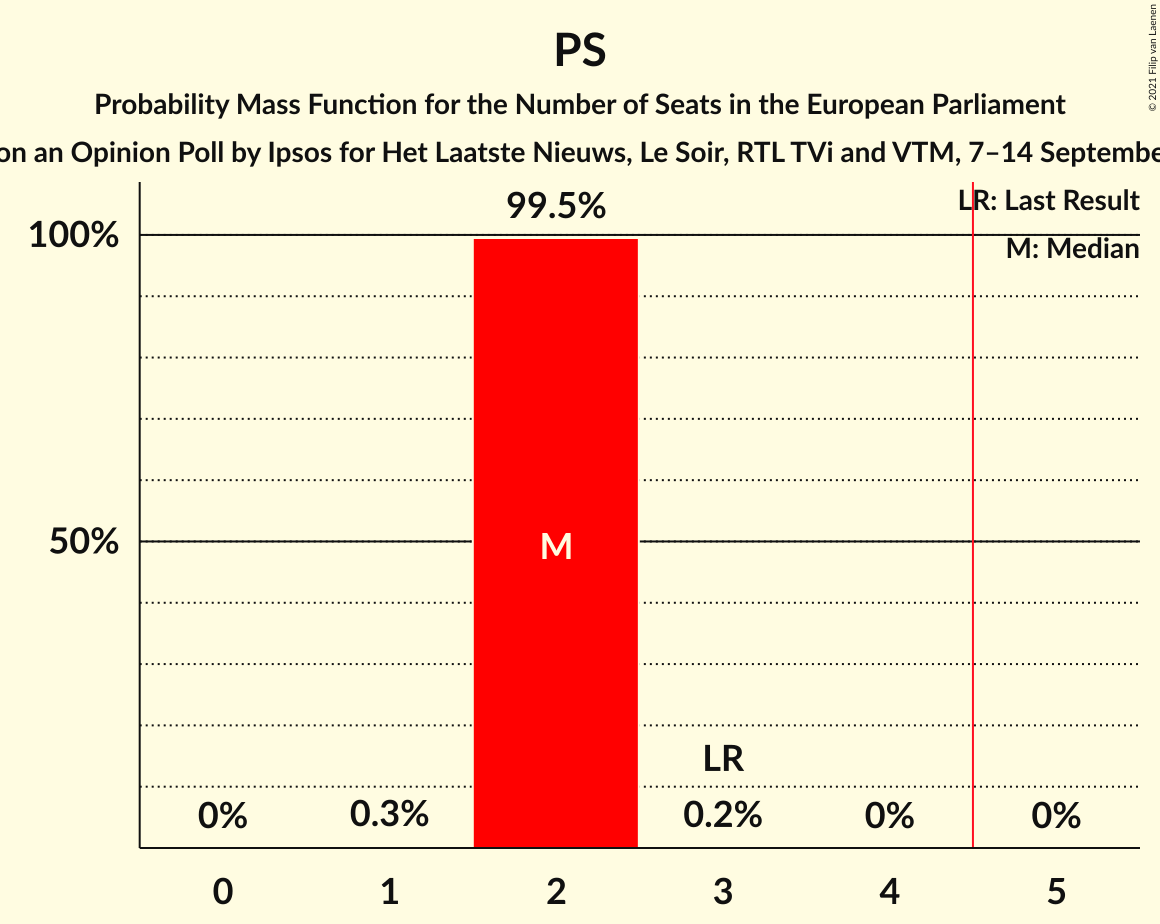 PS
Probability Mass Function for the Number of Seats in the European Parliament
on an Opinion Poll by Ipsos for Het Laatste Nieuws, Le Soir, RTL TVi and VTM, 7–14 Septembe
© 2021 Filip van Laenen
LR: Last Result
M: Median
99.5%
100%
50%
M
LR
0%
0.3%
0.2%
0%
0%
0
1
2
3
4
5